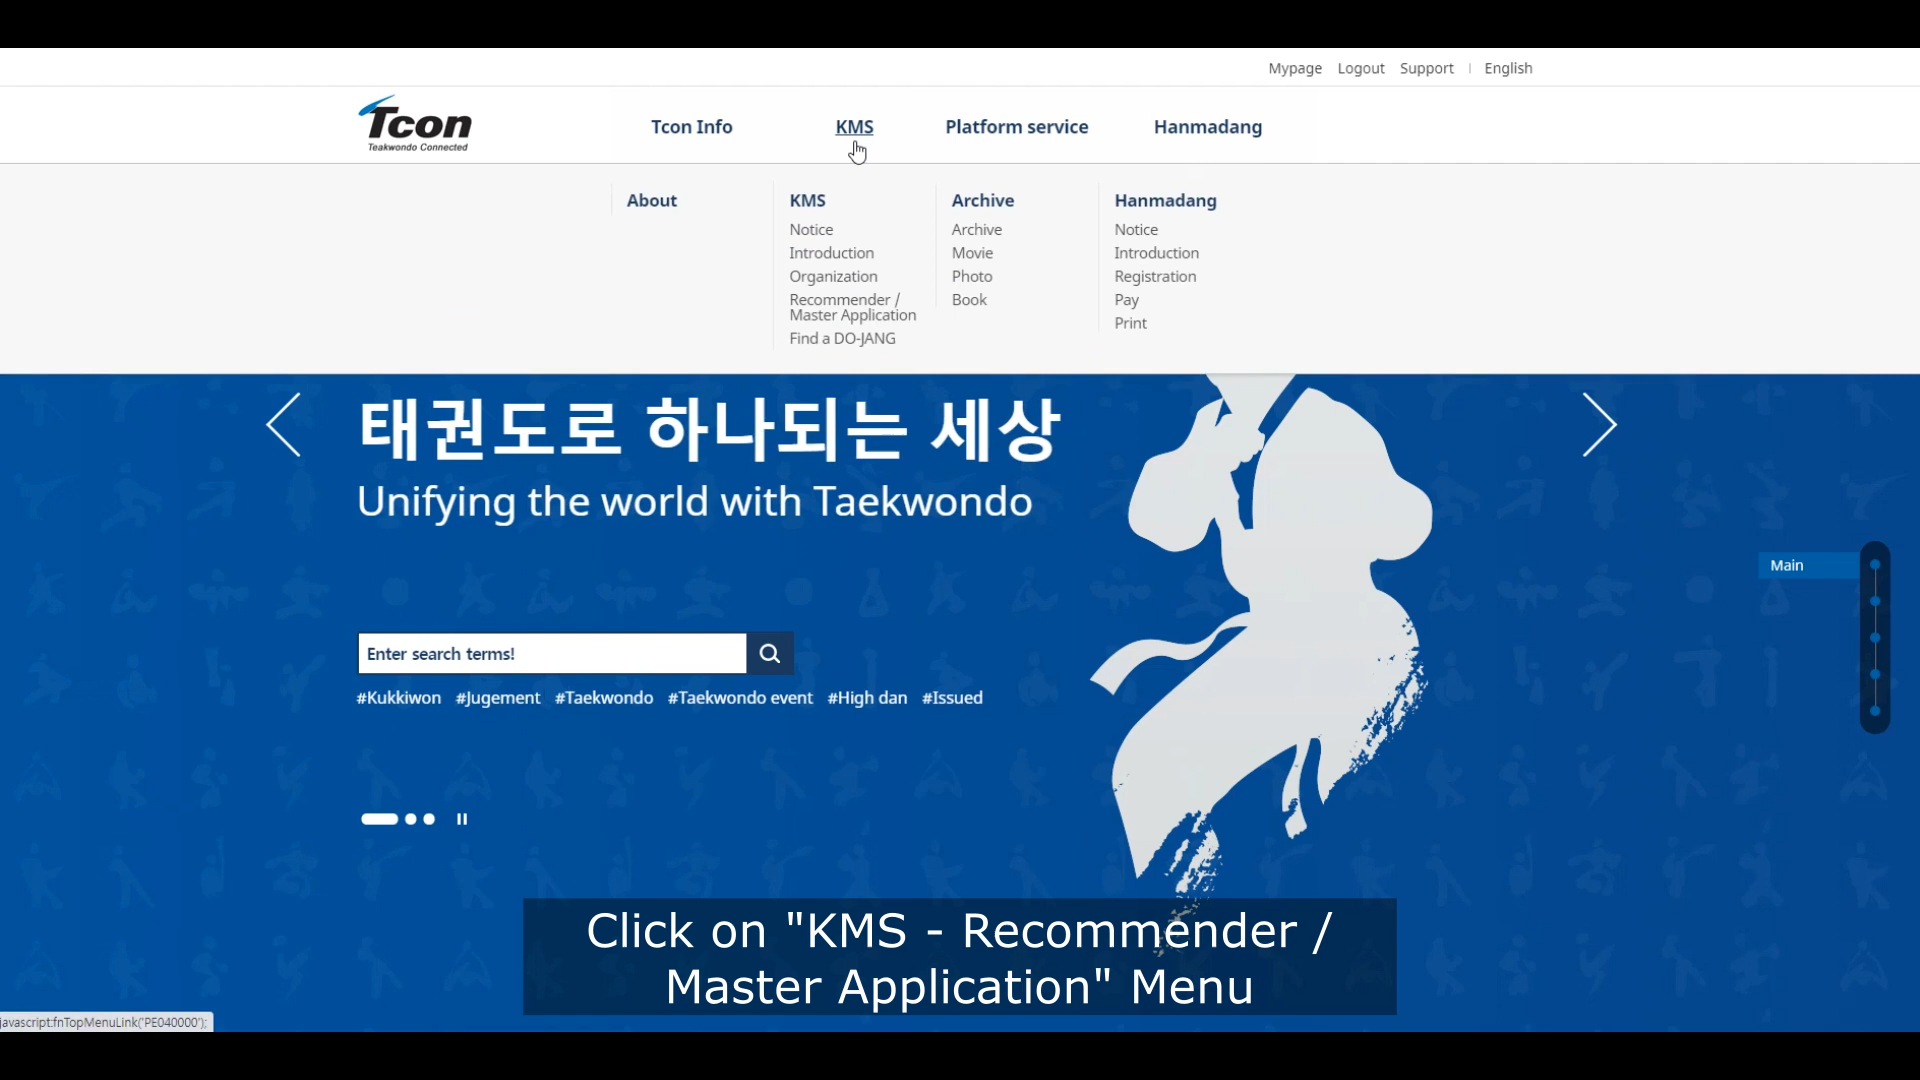 Mypage Logout Support | English
Tcon
Teakwondo Connected
Tcon Info KMS Platform service Hanmadang
About
KMS
Notice
Introduction
Organization
Recommender /
Master Application
Find a DO-JANG
Archive
Archive
Movie
Photo
Book
Hanmadang
Notice
Introduction
Registration
Pay
Print
태권도로 하나되는 세상
Unifying the world with Taekwondo
Main
Enter search terms!
#Kukkiwon #Jugement #Taekwondo #Taekwondo event #High dan #Issued
Click on "KMS - Recommender /
Master Application" Menu
javascript:fnTopMenuLink('PE040000');